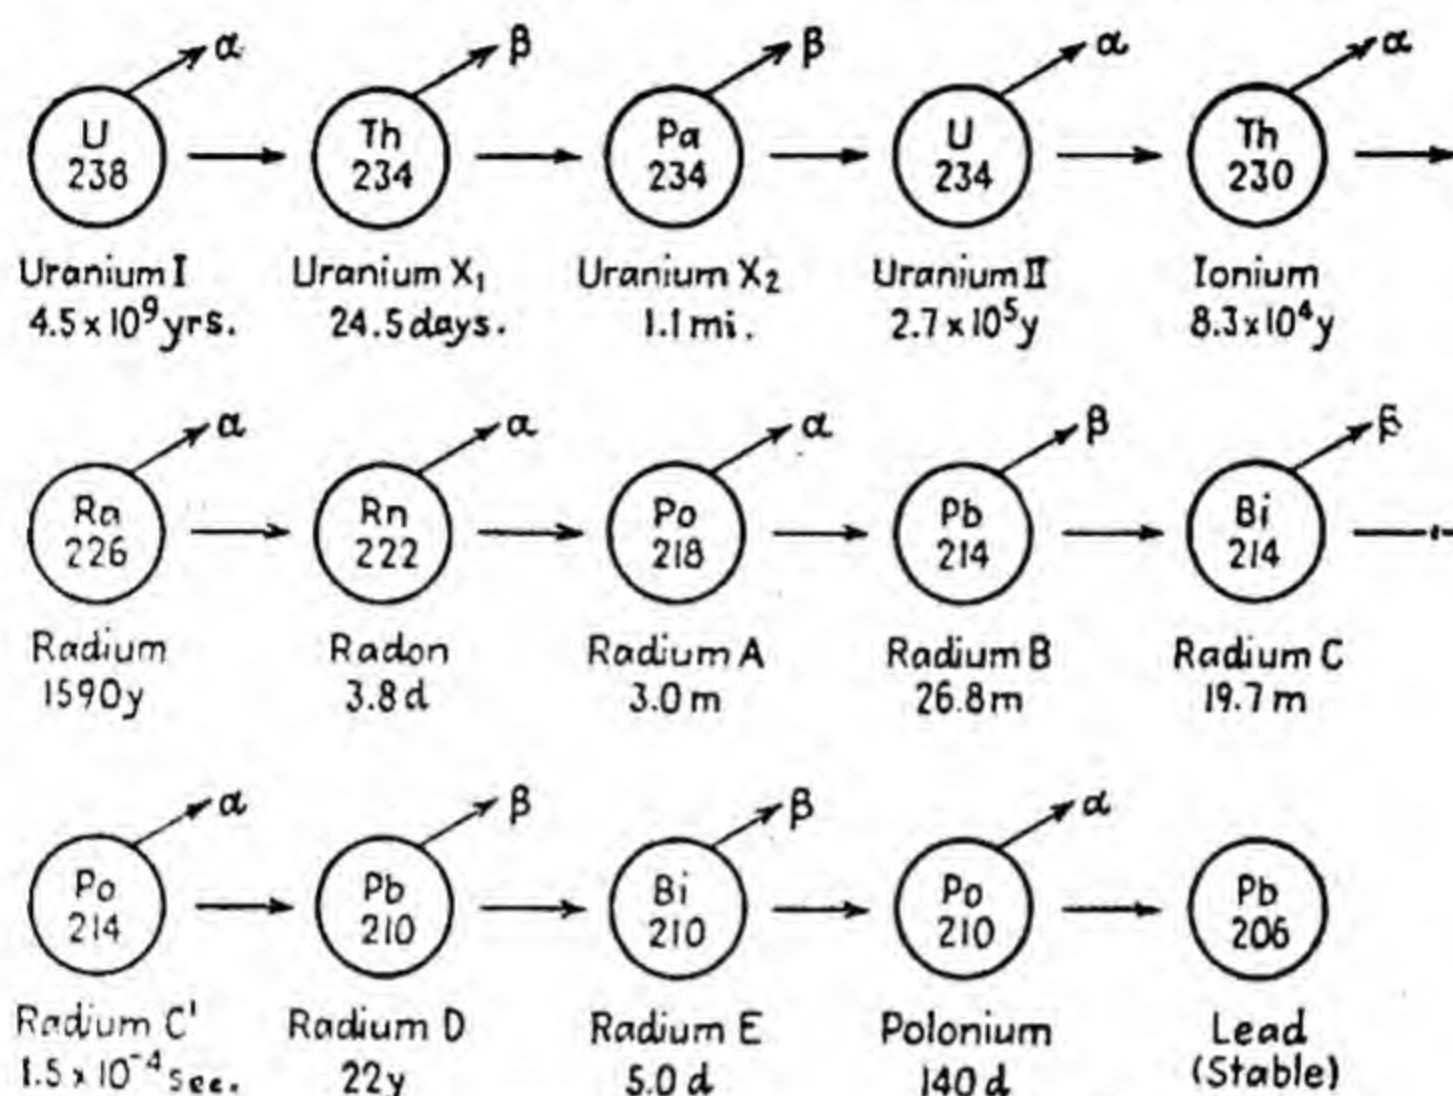 α β β α α
U Th Pa U Th
238 234 234 234 230
Uranium I Uranium X₁ Uranium X₂ Uranium II Ionium
4.5 x 10⁹ yrs. 24.5 days. 1.1 mi. 2.7 x 10⁵ y 8.3 x 10⁴ y
α α α β β
Ra Rn Po Pb Bi
226 222 218 214 214
Radium Radon Radium A Radium B Radium C
1590 y 3.8 d 3.0 m 26.8 m 19.7 m
α β β α
Po Pb Bi Po Pb
214 210 210 210 206
Radium C' Radium D Radium E Polonium Lead
1.5 x 10⁻⁴ sec. 22 y 5.0 d 140 d (Stable)